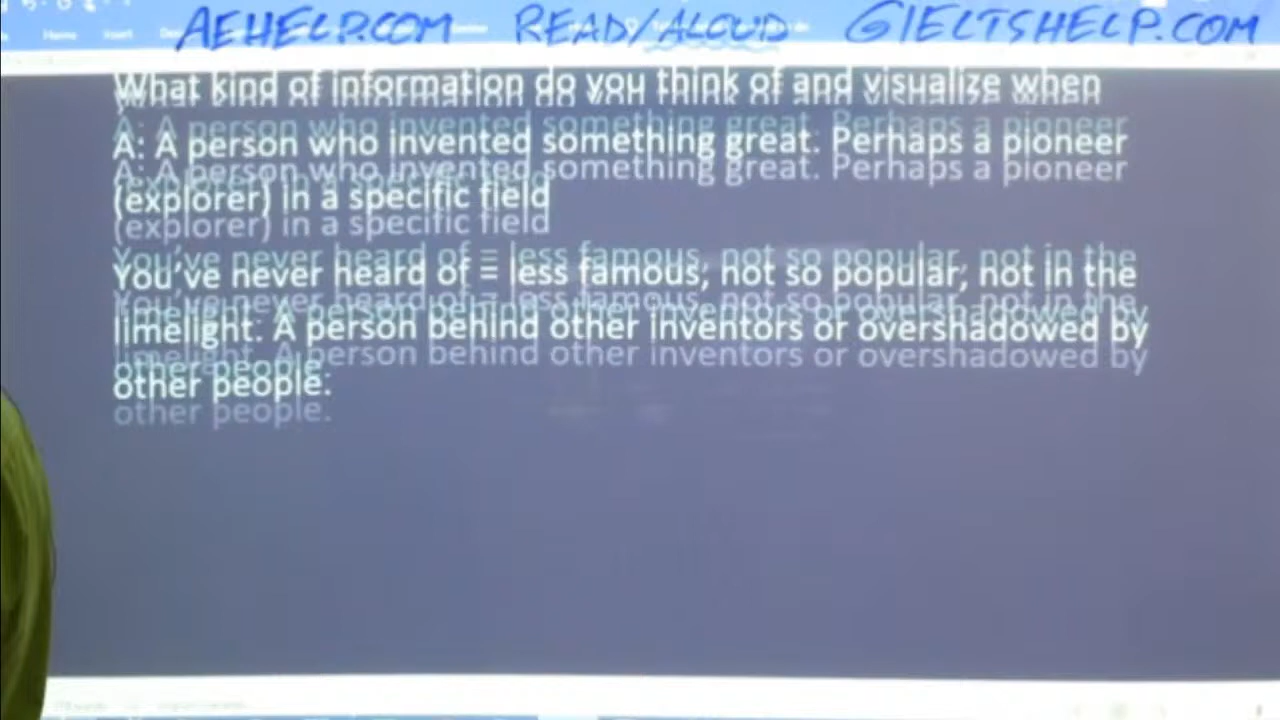 AEHELP.COM READ/ALOUD GIELTSHELP.COM
Home Insert
What kind of information do you think of and visualize when
A: A person who invented something great. Perhaps a pioneer
(explorer) in a specific field
You've never heard of = less famous, not so popular, not in the
limelight. A person behind other inventors or overshadowed by
other people.